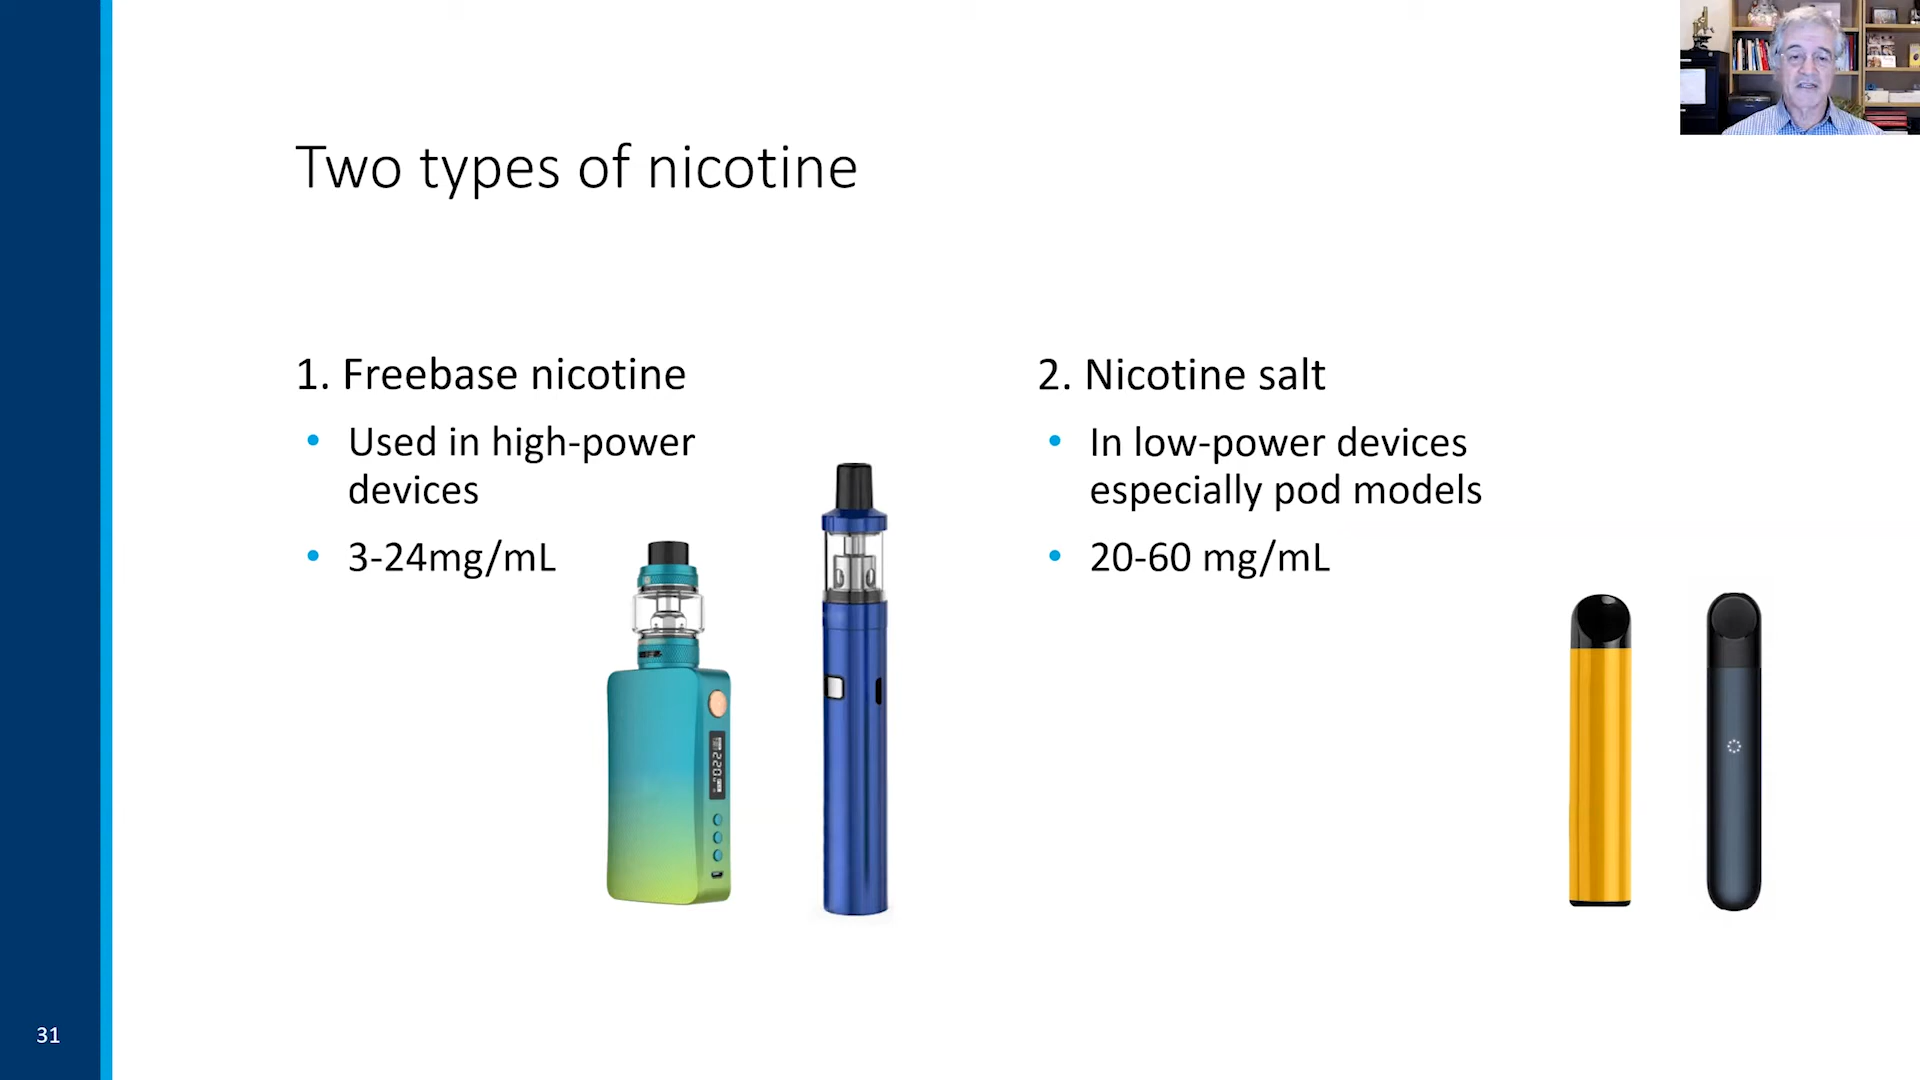 Two types of nicotine
1. Freebase nicotine
• Used in high-power
devices
• 3-24mg/mL
2. Nicotine salt
• In low-power devices
especially pod models
• 20-60 mg/mL
31